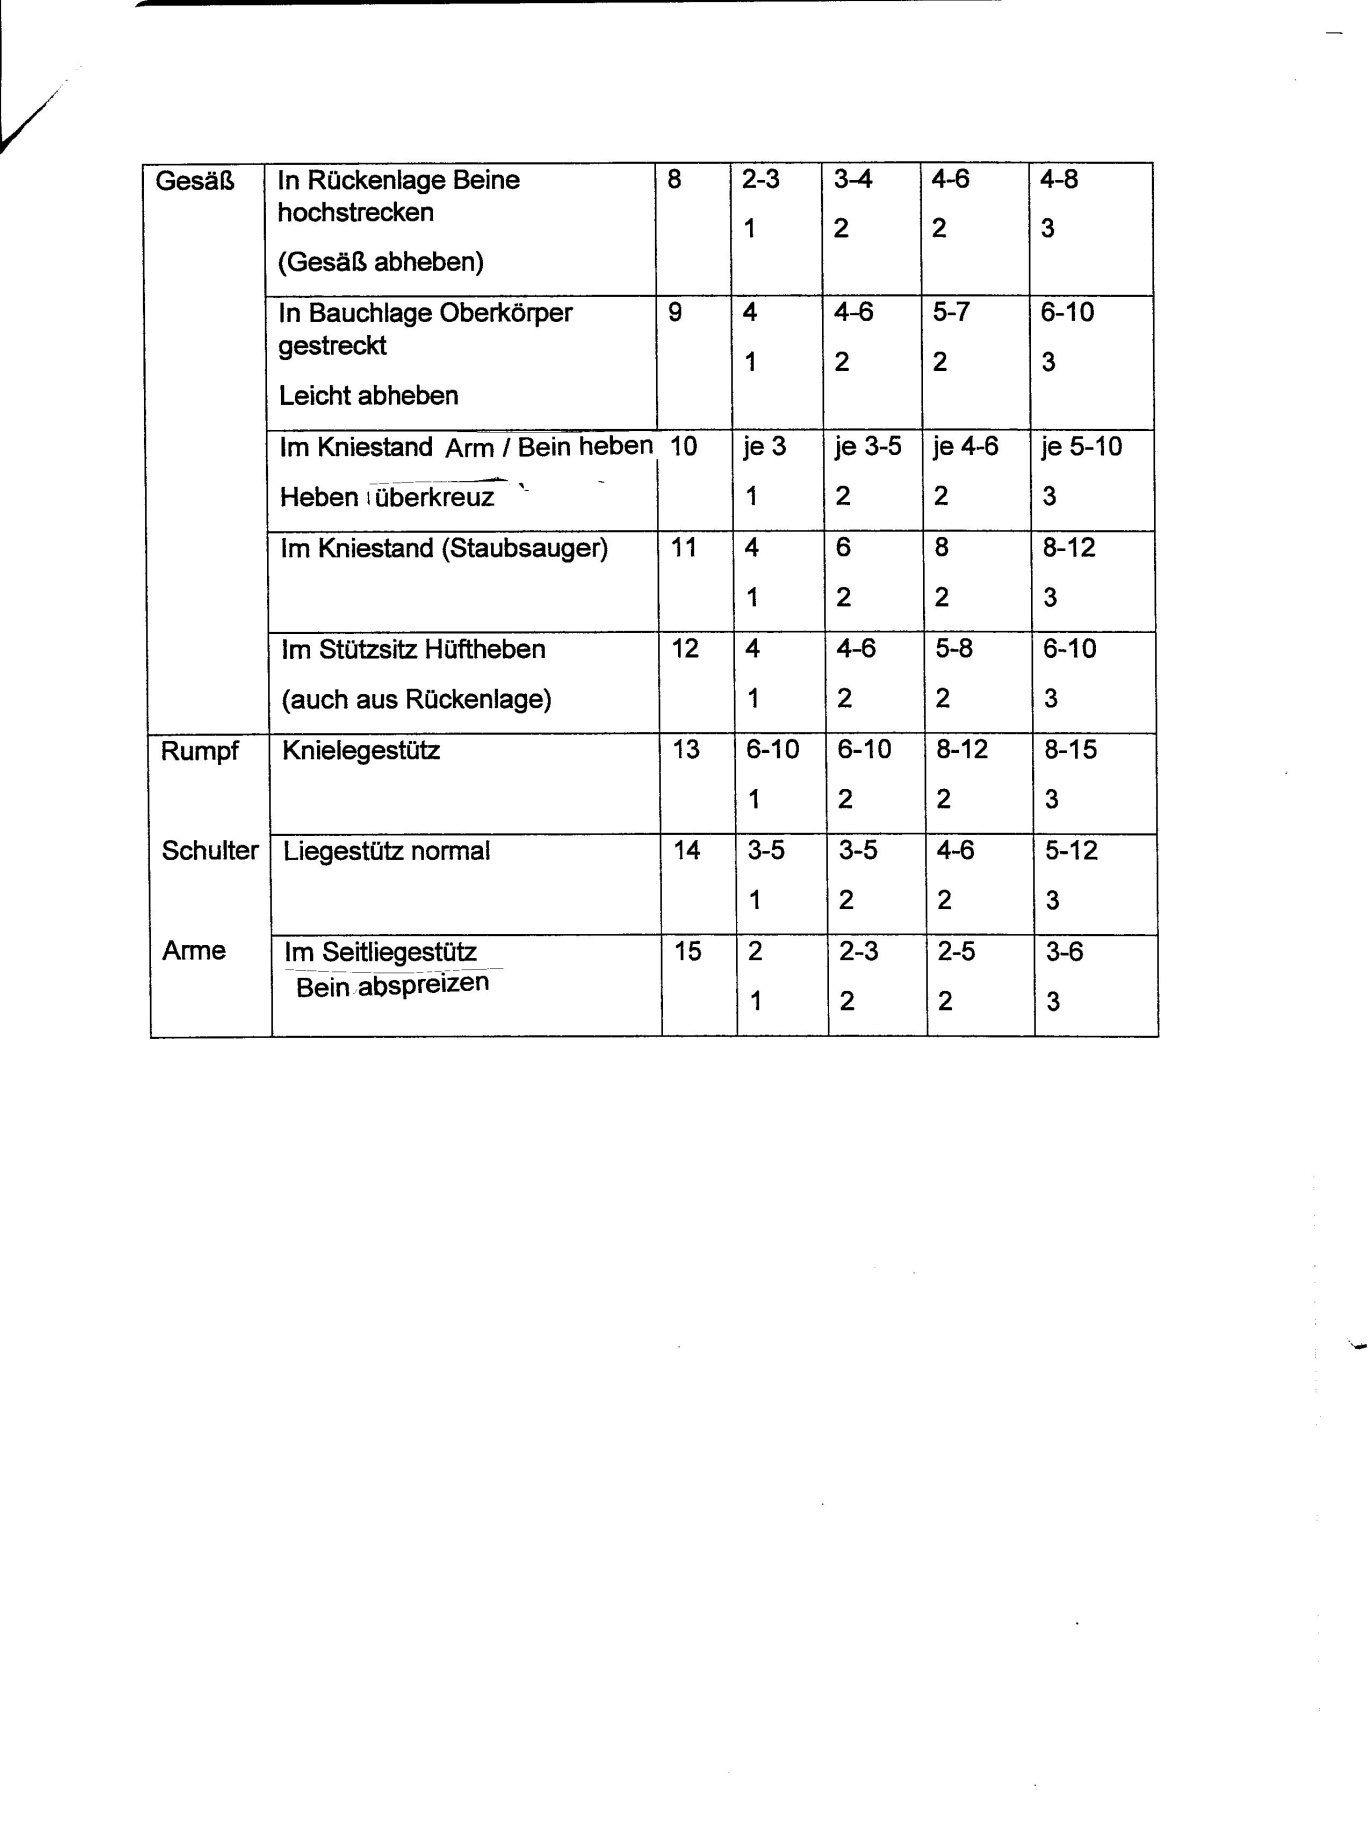 Gesäß In Rückenlage Beine 8 2-3 3-4 4-6 4-8
hochstrecken
1 2 2 3
(Gesäß abheben)
In Bauchlage Oberkörper 9 4 4-6 5-7 6-10
gestreckt
1 2 2 3
Leicht abheben
Im Kniestand Arm / Bein heben 10 je 3 je 3-5 je 4-6 je 5-10
Heben überkreuz 1 2 2 3
Im Kniestand (Staubsauger) 11 4 6 8 8-12
1 2 2 3
Im Stützsitz Hüftheben 12 4 4-6 5-8 6-10
(auch aus Rückenlage) 1 2 2 3
Rumpf Knielegestütz 13 6-10 6-10 8-12 8-15
1 2 2 3
Schulter Liegestütz normal 14 3-5 3-5 4-6 5-12
1 2 2 3
Arme Im Seitliegestütz 15 2 2-3 2-5 3-6
Bein abspreizen
1 2 2 3